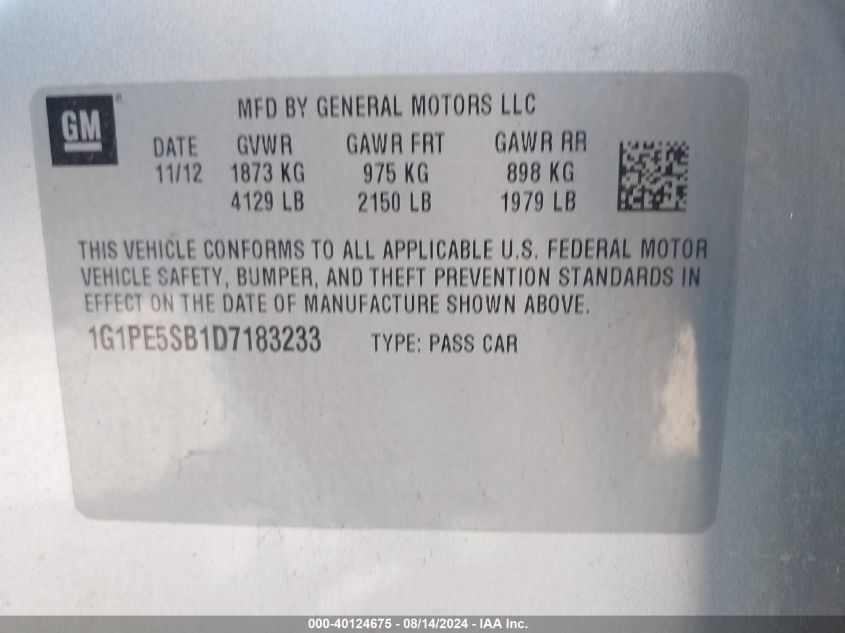 GM
MFD BY GENERAL MOTORS LLC
DATE GVWR GAWR FRT GAWR RR
11/12 1873 KG 975 KG 898 KG
4129 LB 2150 LB 1979 LB
THIS VEHICLE CONFORMS TO ALL APPLICABLE U.S. FEDERAL MOTOR
VEHICLE SAFETY, BUMPER, AND THEFT PREVENTION STANDARDS IN
EFFECT ON THE DATE OF MANUFACTURE SHOWN ABOVE.
1G1PE5SB1D7183233 TYPE: PASS CAR
000-40124675 - 08/14/2024 - IAA Inc.